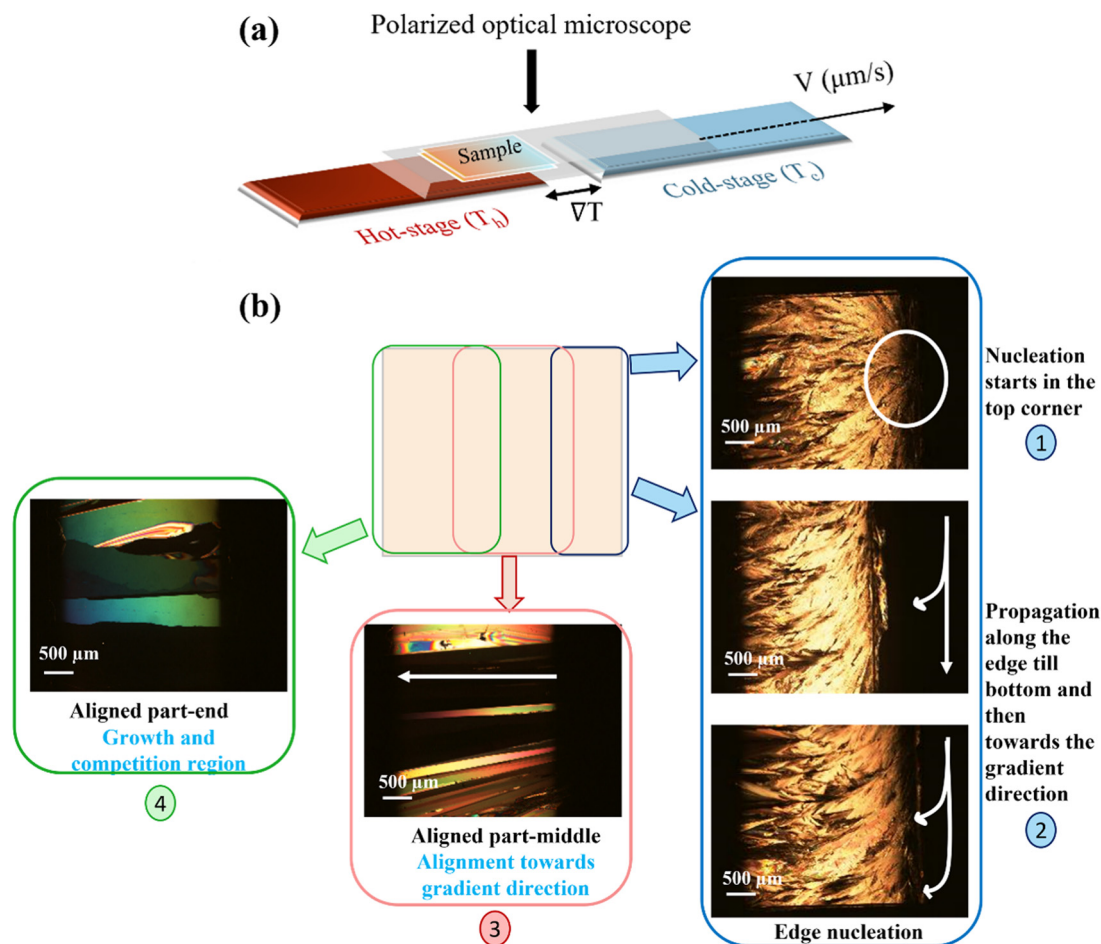 (a)
Polarized optical microscope
V (μm/s)
Sample
Hot-stage (T_h)
∇T
Cold-stage (T_c)
(b)
500 μm
Nucleation
starts in the
top corner
1
500 μm
Propagation
along the
edge till
bottom and
then
towards the
gradient
direction
2
500 μm
Edge nucleation
500 μm
Aligned part-middle
Alignment towards
gradient direction
3
500 μm
Aligned part-end
Growth and
competition region
4